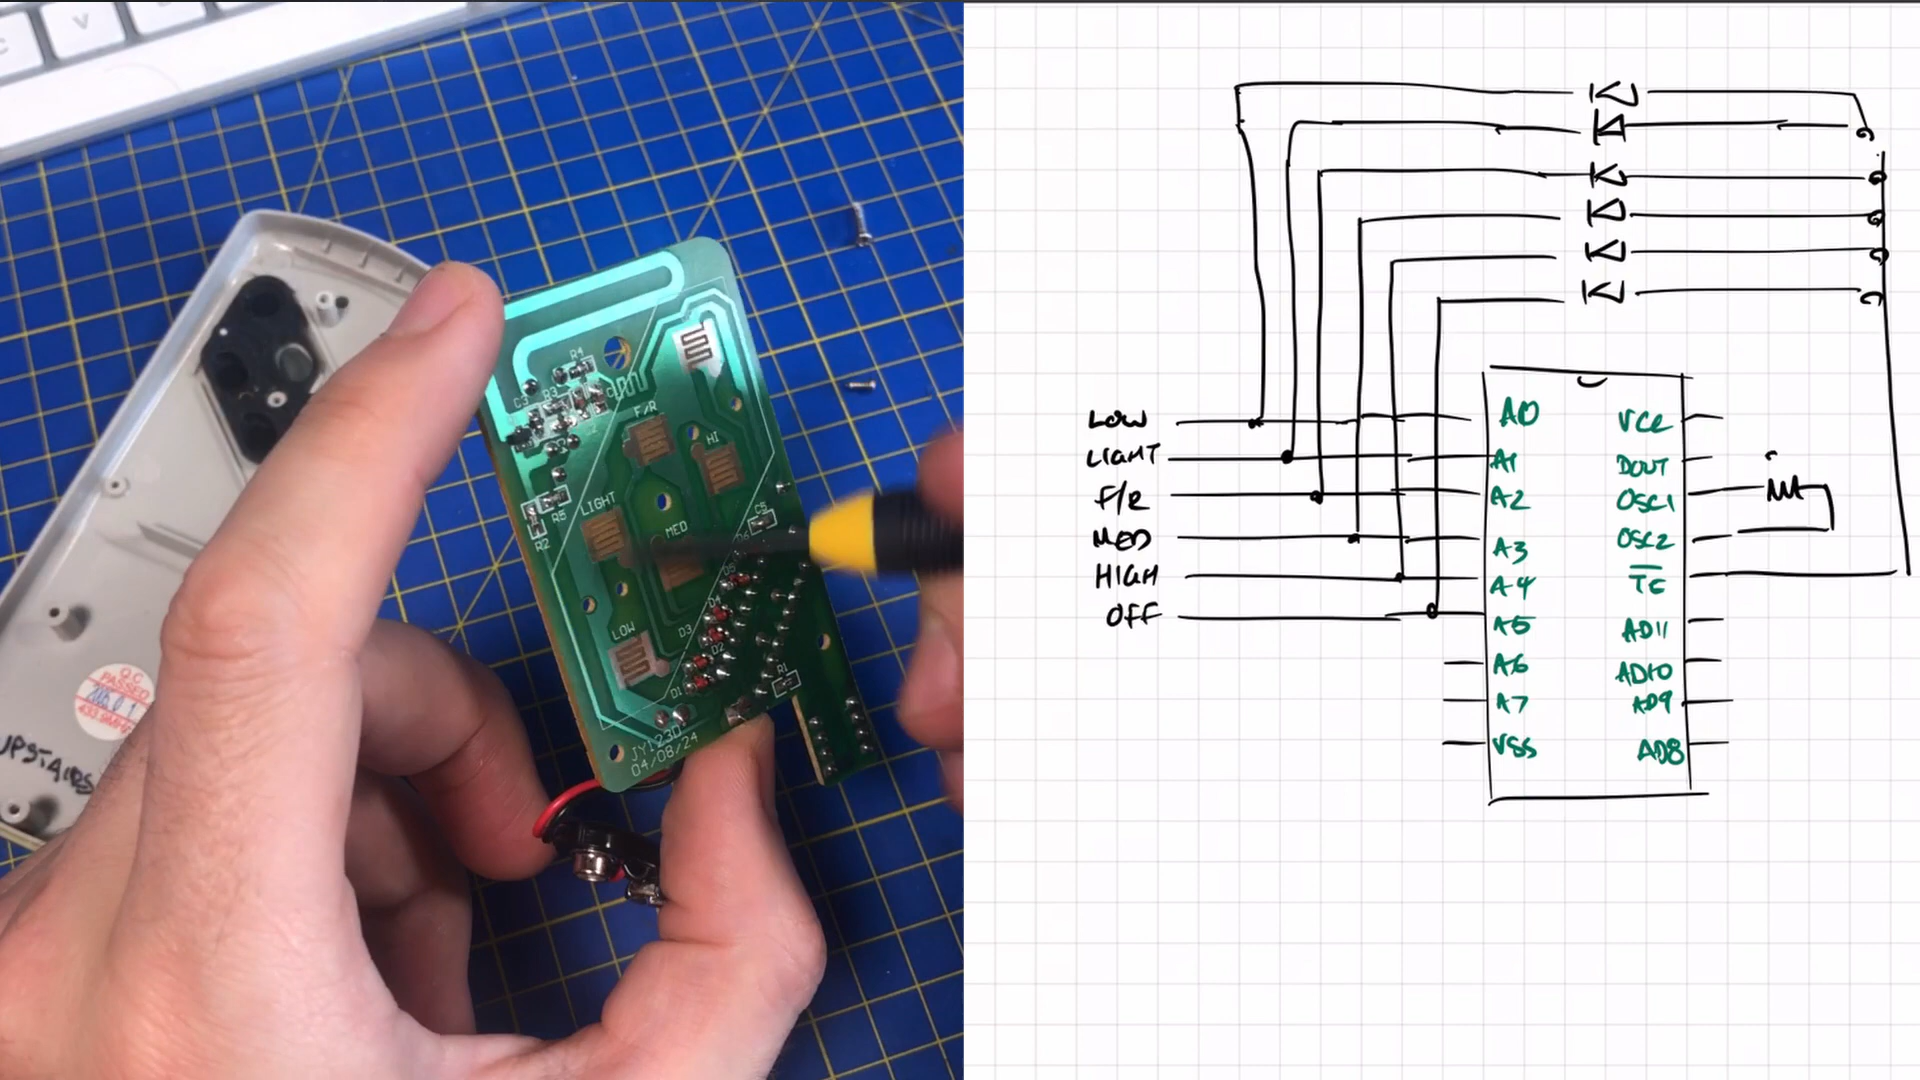 C
V
R4
C3
R3
F/R
HI
LIGHT
R5
R2
MED
C5
D6
D5
D4
LOW
D3
D2
D1
R1
JY123D
04/08/24
Q.C
PASSED
UPSTAIRS
LOW
LIGHT
F/R
MED
HIGH
OFF
A0
A1
A2
A3
A4
A5
A6
A7
VSS
VCC
DOUT
OSC1
OSC2
TE
AD11
AD10
AD9
AD8